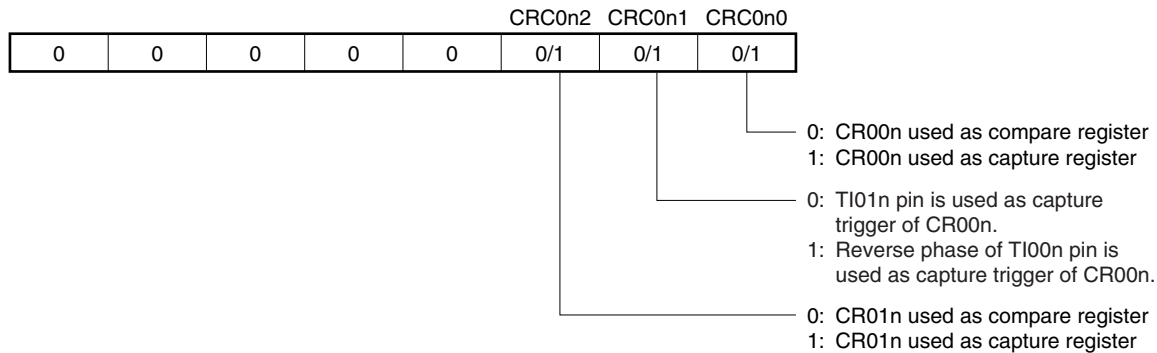 CRC0n2 CRC0n1 CRC0n0
0 0 0 0 0 0/1 0/1 0/1
0: CR00n used as compare register
1: CR00n used as capture register
0: TI01n pin is used as capture
trigger of CR00n.
1: Reverse phase of TI00n pin is
used as capture trigger of CR00n.
0: CR01n used as compare register
1: CR01n used as capture register